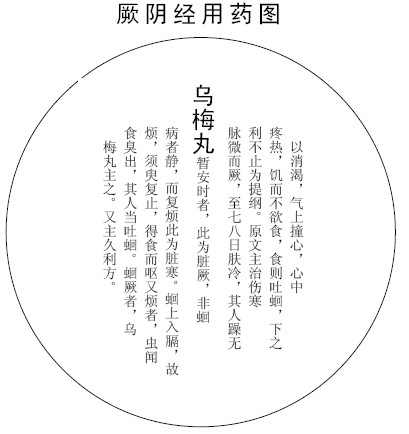 厥阴经用药图
以消渴，气上撞心，心中
疼热，饥而不欲食，食则吐蛔，下之
利不止为提纲。原文主治伤寒
脉微而厥，至七八日肤冷，其人躁无
乌梅丸
暂安时者，此为脏厥，非蛔
病者静，而复烦此为脏寒。蛔上入膈，故
烦，须臾复止，得食而呕又烦者，虫闻
食臭出，其人当吐蛔。蛔厥者，乌
梅丸主之。又主久利方。